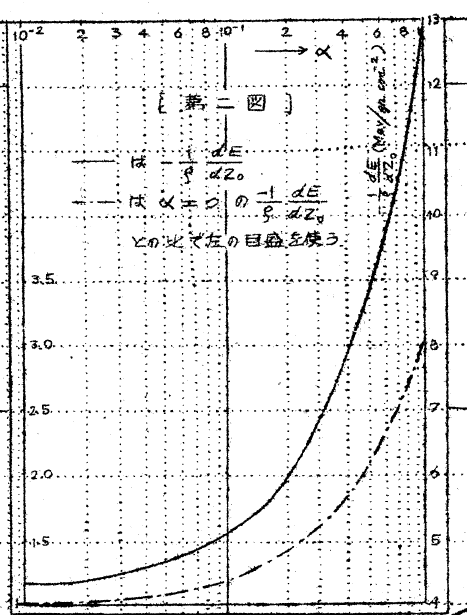 10⁻² 2 3 4 6 8 10⁻¹ 2 4 6 8
→ α
[ 第二図 ]
—— は -1/ρ dE/dZ₀
—·— は α = 0 の -1/ρ dE/dZ₀
との比で左の目盛を使う
-1/ρ dE/dZ₀ (MeV/gm cm⁻²)
3.5
3.0
2.5
2.0
1.5
13
12
11
10
9
8
7
6
5
4